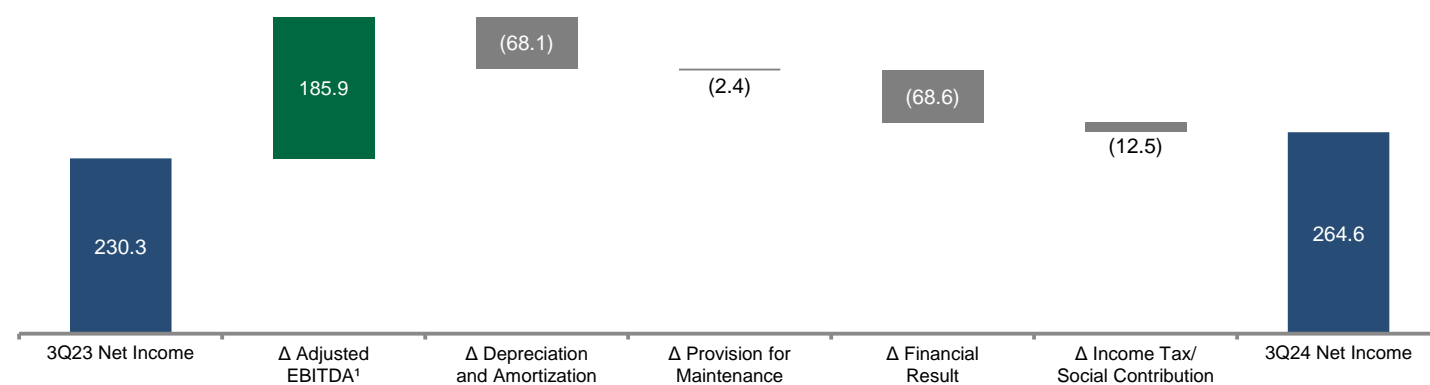 185.9
(68.1)
(2.4)
(68.6)
(12.5)
230.3
264.6
3Q23 Net Income
Δ Adjusted
EBITDA¹
Δ Depreciation
and Amortization
Δ Provision for
Maintenance
Δ Financial
Result
Δ Income Tax/
Social Contribution
3Q24 Net Income